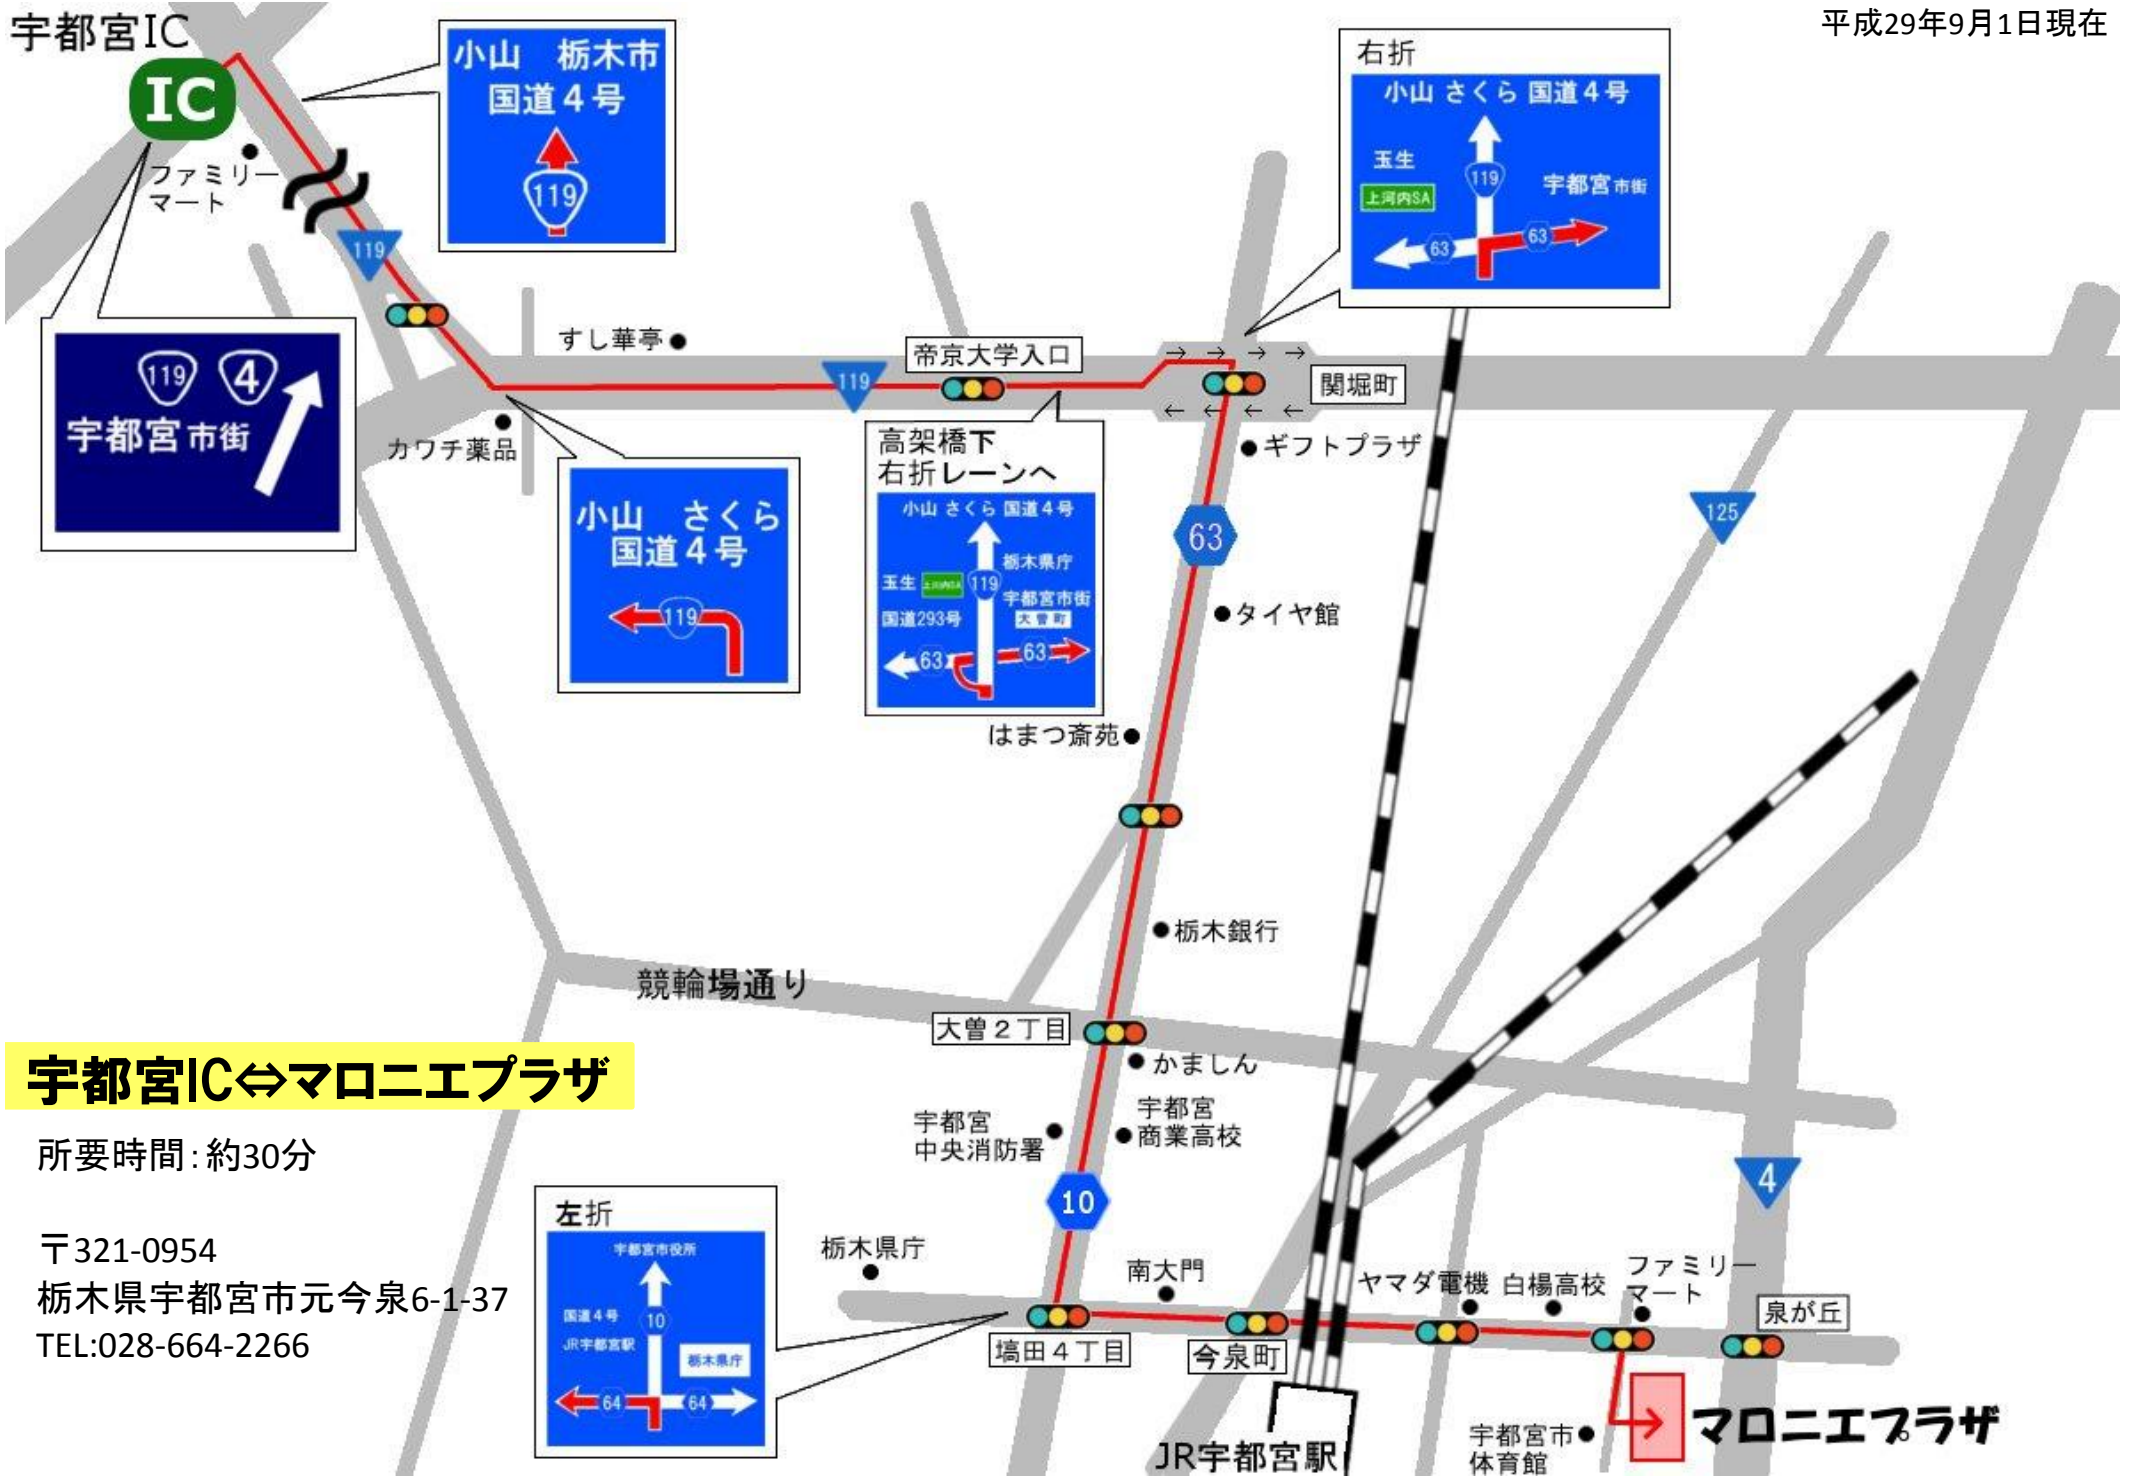 宇都宮IC
平成29年9月1日現在
IC
ファミリー
マート
小山 栃木市
国道4号
119
右折
小山 さくら 国道4号
玉生
119
上河内SA
宇都宮市街
63
63
119
119 4
宇都宮市街
すし華亭
帝京大学入口
119
関堀町
カワチ薬品
小山 さくら
国道4号
119
高架橋下
右折レーンへ
小山 さくら 国道4号
栃木県庁
玉生
上河内SA
119
宇都宮市街
国道293号
大曽町
63
63
ギフトプラザ
63
125
タイヤ館
はまつ斎苑
栃木銀行
競輪場通り
大曽2丁目
かましん
宇都宮IC⇔マロニエプラザ
所要時間:約30分
〒321-0954
栃木県宇都宮市元今泉6-1-37
TEL:028-664-2266
宇都宮
中央消防署
宇都宮
商業高校
10
4
左折
宇都宮市役所
国道4号
10
JR宇都宮駅
栃木県庁
64
64
栃木県庁
南大門
ヤマダ電機
白楊高校
ファミリー
マート
泉が丘
塙田4丁目
今泉町
JR宇都宮駅
宇都宮市
体育館
マロニエプラザ